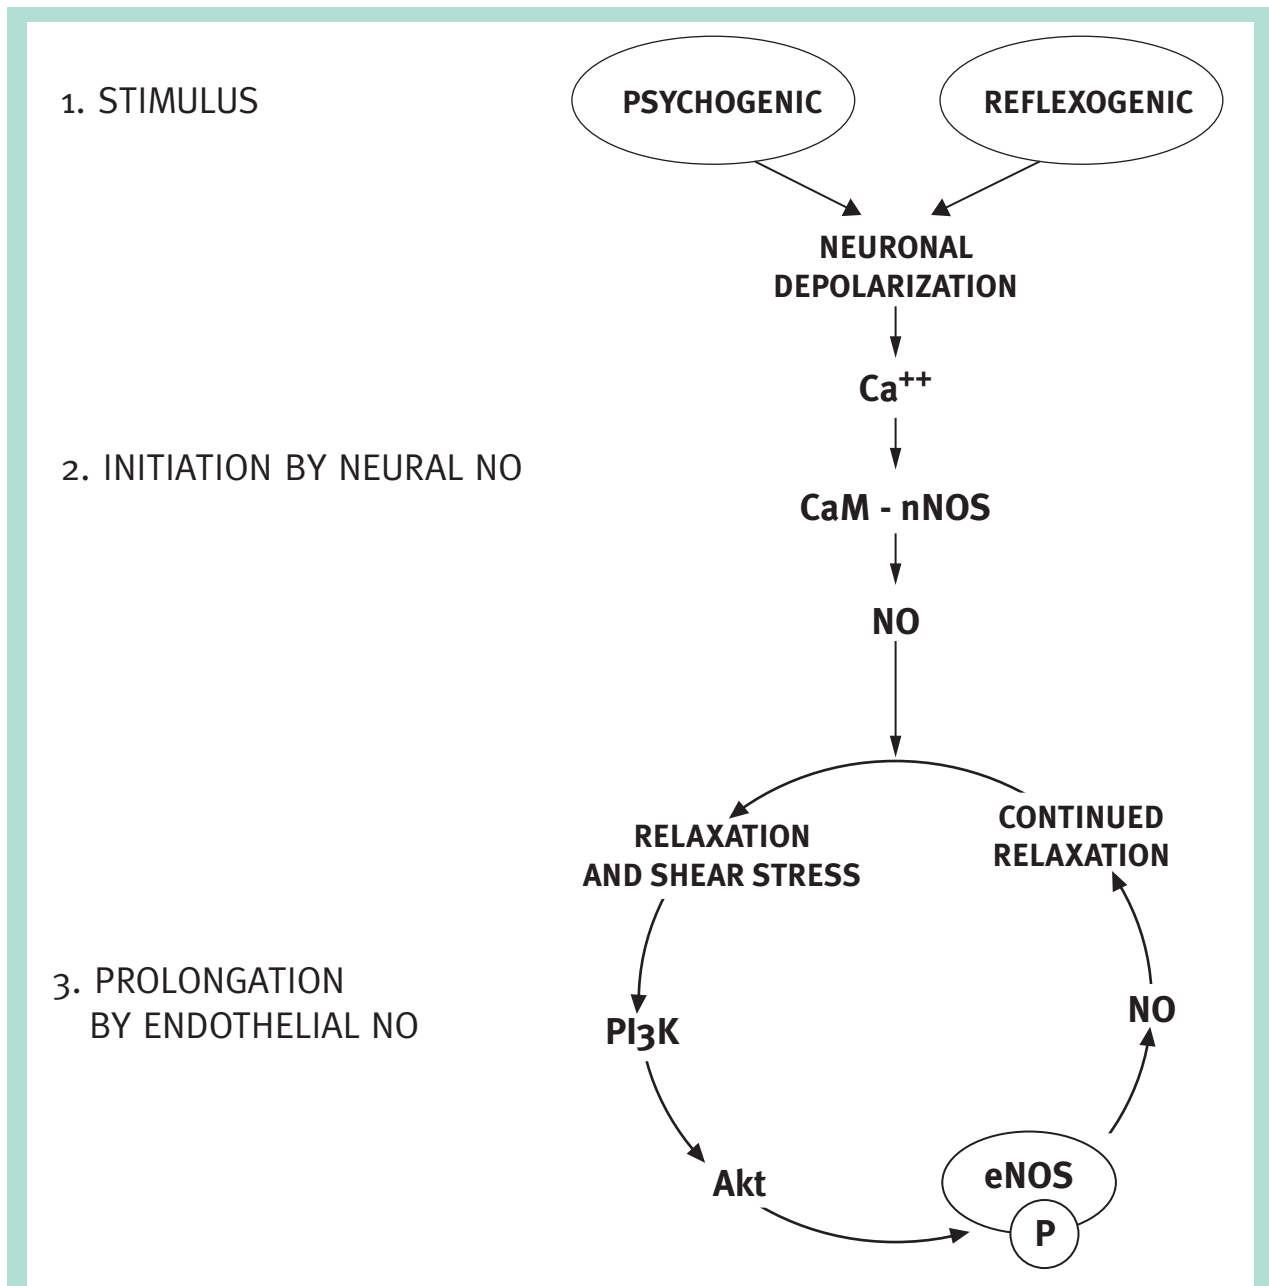 1. STIMULUS
PSYCHOGENIC
REFLEXOGENIC
NEURONAL
DEPOLARIZATION
Ca⁺⁺
2. INITIATION BY NEURAL NO
CaM - nNOS
NO
RELAXATION
AND SHEAR STRESS
CONTINUED
RELAXATION
3. PROLONGATION
BY ENDOTHELIAL NO
PI3K
NO
Akt
eNOS
P